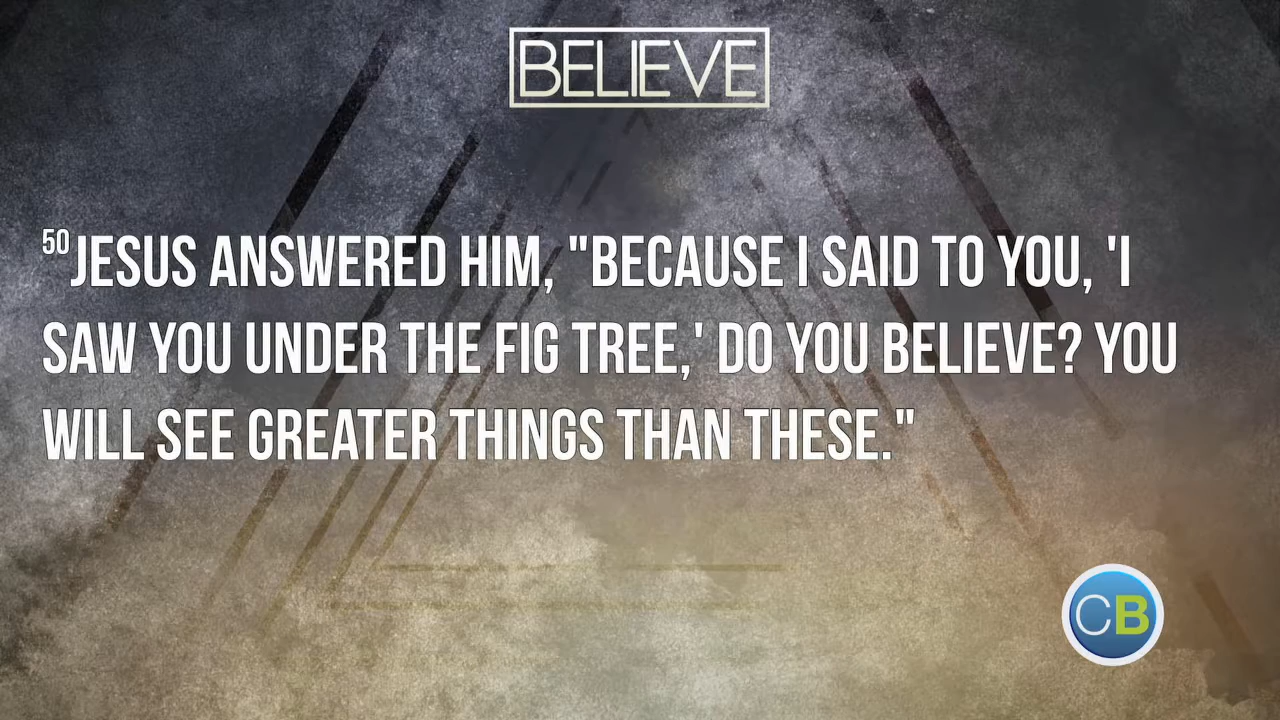 BELIEVE
50JESUS ANSWERED HIM, "BECAUSE I SAID TO YOU, 'I
SAW YOU UNDER THE FIG TREE,' DO YOU BELIEVE? YOU
WILL SEE GREATER THINGS THAN THESE."
CB